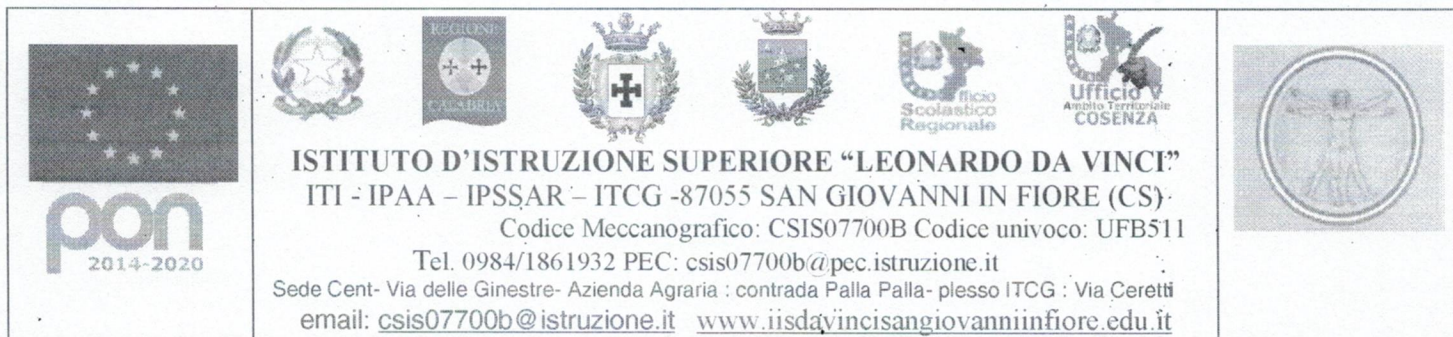 REGIONE
CALABRIA
Ufficio
Scolastico
Regionale
Ufficio V
Ambito Territoriale
COSENZA
pon
2014-2020
ISTITUTO D'ISTRUZIONE SUPERIORE “LEONARDO DA VINCI”
ITI - IPAA – IPSSAR – ITCG -87055 SAN GIOVANNI IN FIORE (CS)
Codice Meccanografico: CSIS07700B Codice univoco: UFB511
Tel. 0984/1861932 PEC: csis07700b@pec.istruzione.it
Sede Cent- Via delle Ginestre- Azienda Agraria : contrada Palla Palla- plesso ITCG : Via Ceretti
email: csis07700b@istruzione.it www.iisdavincisangiovanniinfiore.edu.it